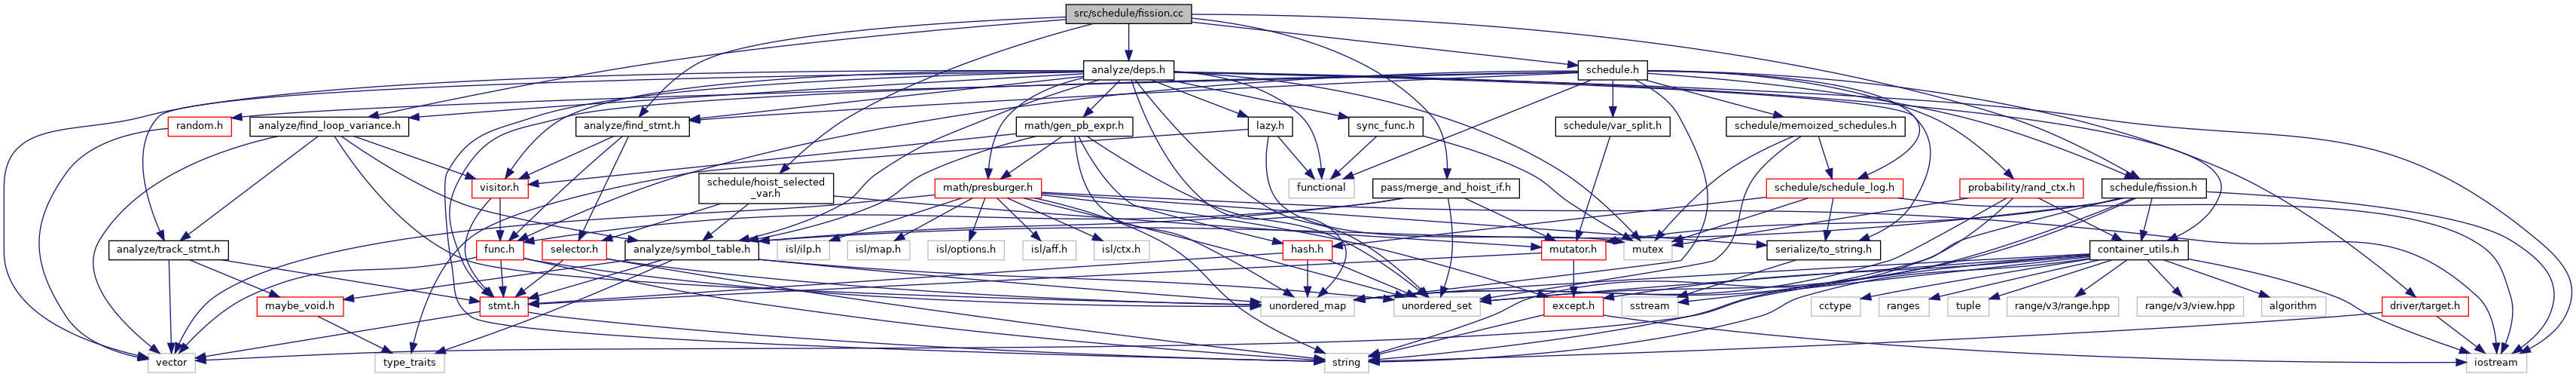 src/schedule/fission.cc
analyze/deps.h
schedule.h
random.h
analyze/find_loop_variance.h
analyze/find_stmt.h
math/gen_pb_expr.h
lazy.h
sync_func.h
schedule/var_split.h
schedule/memoized_schedules.h
visitor.h
schedule/hoist_selected
_var.h
math/presburger.h
functional
pass/merge_and_hoist_if.h
schedule/schedule_log.h
probability/rand_ctx.h
schedule/fission.h
analyze/track_stmt.h
func.h
selector.h
analyze/symbol_table.h
isl/ilp.h
isl/map.h
isl/options.h
isl/aff.h
isl/ctx.h
hash.h
mutator.h
mutex
serialize/to_string.h
container_utils.h
maybe_void.h
stmt.h
unordered_map
unordered_set
except.h
sstream
cctype
ranges
tuple
range/v3/range.hpp
range/v3/view.hpp
algorithm
driver/target.h
vector
type_traits
string
iostream